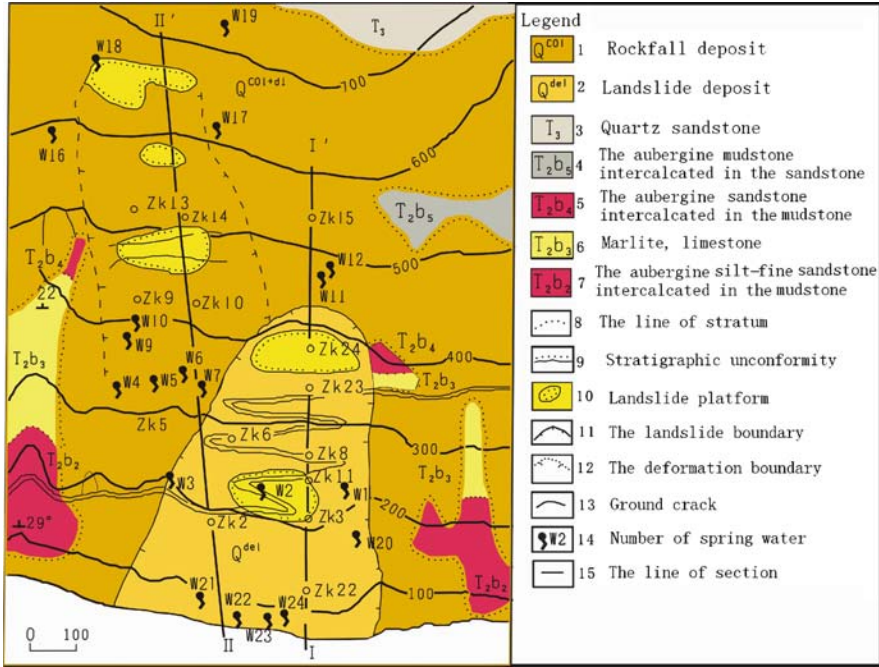 II'
W19
T3
W18
Q^col+dl
700
W17
I'
W16
600
Zk13
Zk14
Zk15
T2b5
T2b4
W12
500
22
Zk9
Zk10
W11
W10
W9
Zk24
T2b4
400
T2b3
W6
W4
W5
W7
Zk23
T2b3
Zk5
Zk6
300
T2b2
Zk8
T2b3
W3
Zk11
W2
W1
29°
Zk2
Zk3
200
Q^del
W20
W21
Zk22
100
T2b2
W22
W24
W23
0 100
II
I
Legend
Q^col 1 Rockfall deposit
Q^del 2 Landslide deposit
T3 3 Quartz sandstone
T2b5 4 The aubergine mudstone
intercalcated in the sandstone
T2b4 5 The aubergine sandstone
intercalcated in the mudstone
T2b3 6 Marlite, limestone
T2b2 7 The aubergine silt-fine sandstone
intercalcated in the mudstone
8 The line of stratum
9 Stratigraphic unconformity
10 Landslide platform
11 The landslide boundary
12 The deformation boundary
13 Ground crack
W2 14 Number of spring water
15 The line of section